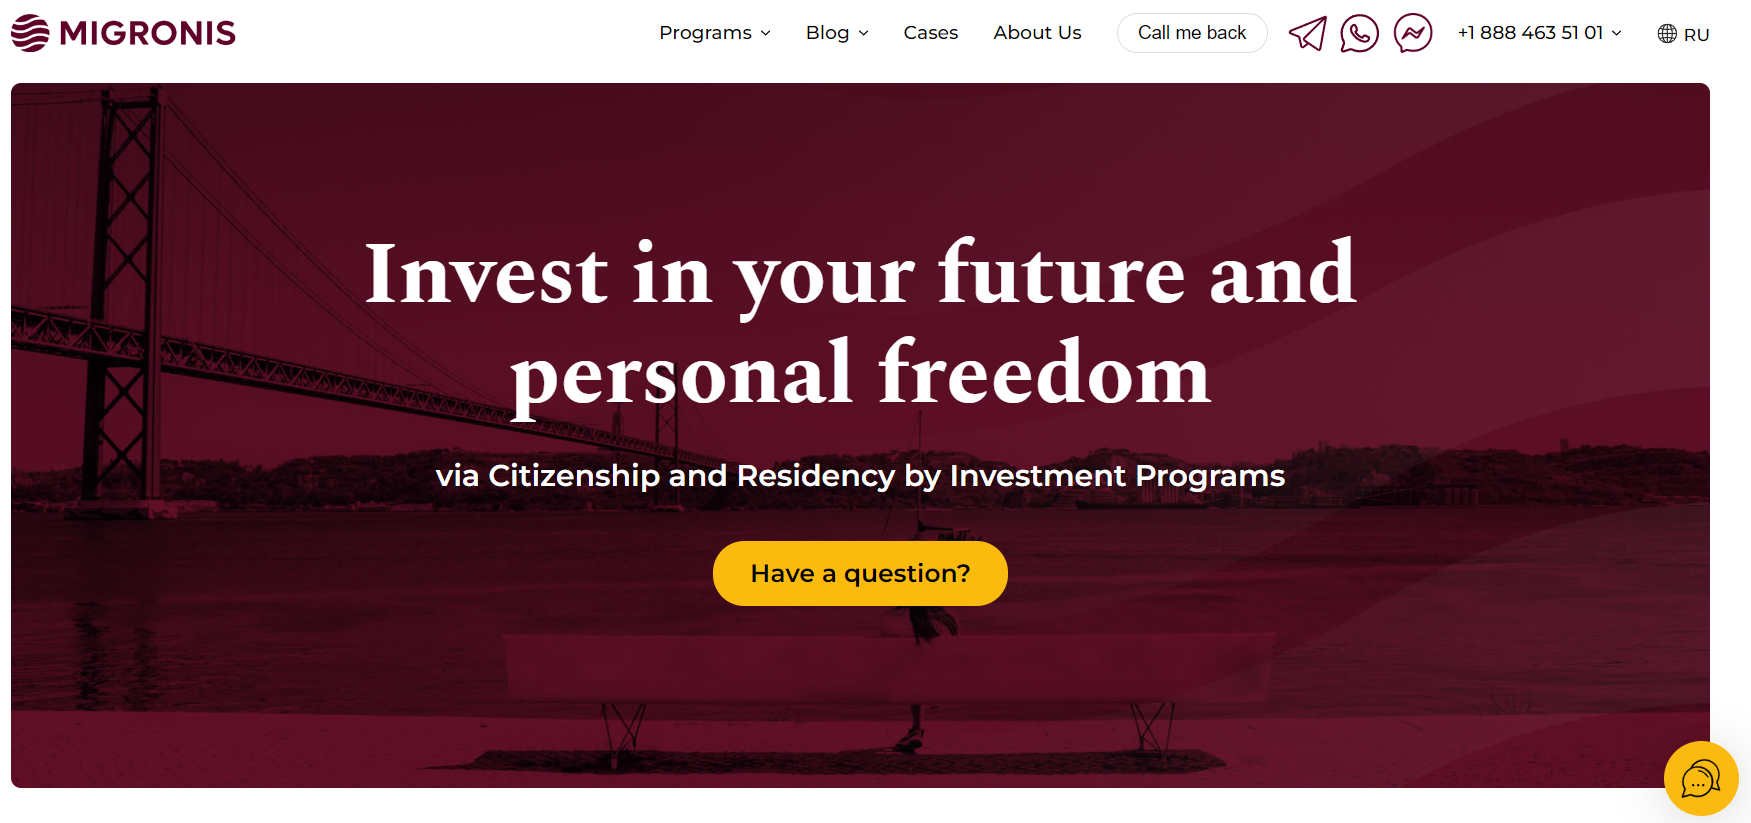 MIGRONIS
Programs
Blog
Cases
About Us
Call me back
+1 888 463 51 01
RU
Invest in your future and
personal freedom
via Citizenship and Residency by Investment Programs
Have a question?